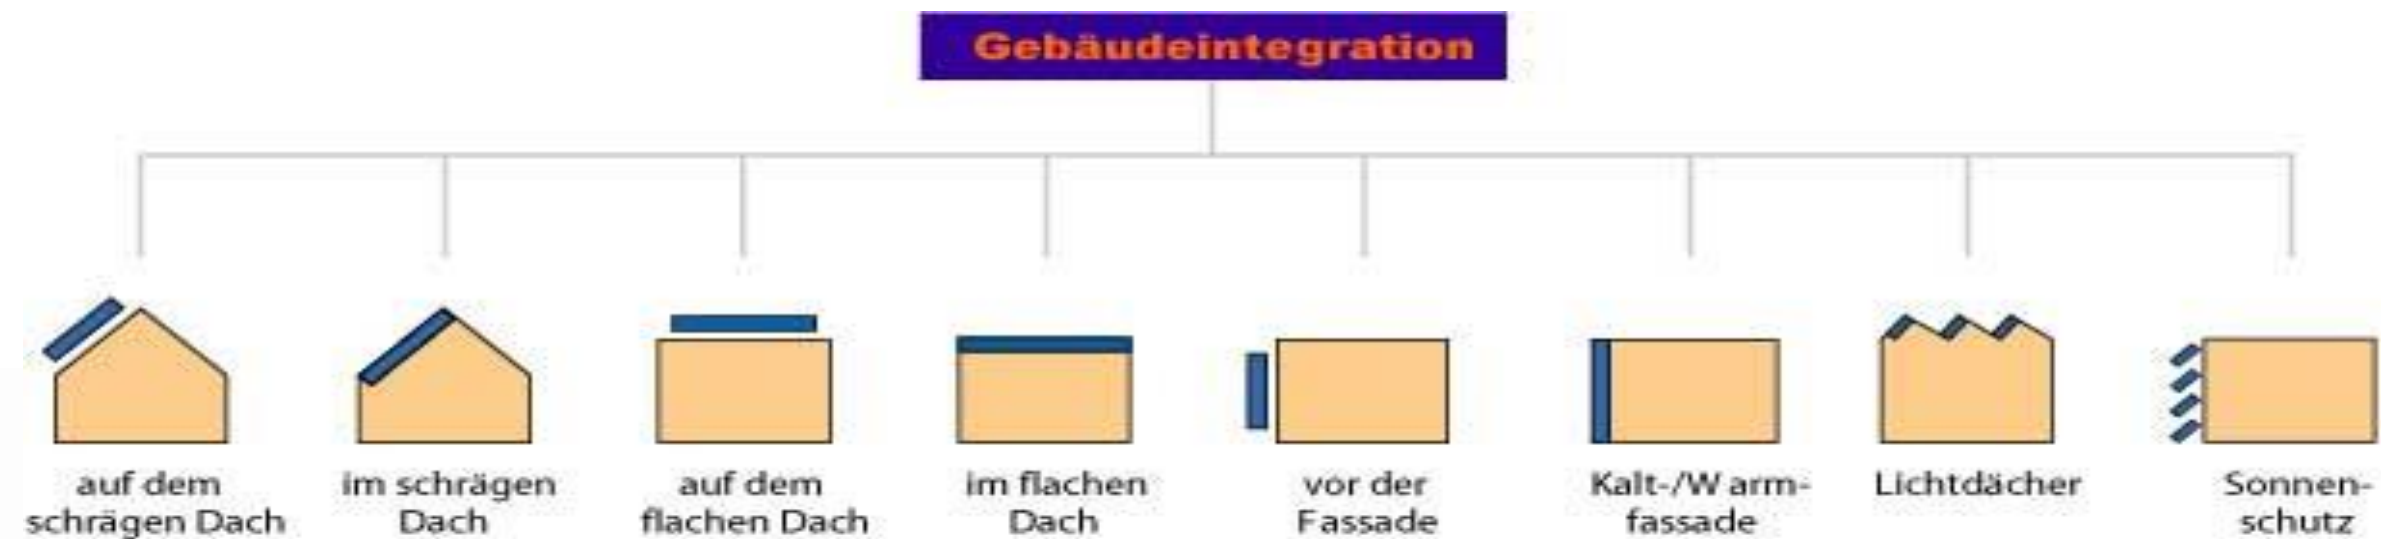 Gebäudeintegration
auf dem
schrägen Dach
im schrägen
Dach
auf dem
flachen Dach
im flachen
Dach
vor der
Fassade
Kalt-/Warm-
fassade
Lichtdächer
Sonnen-
schutz